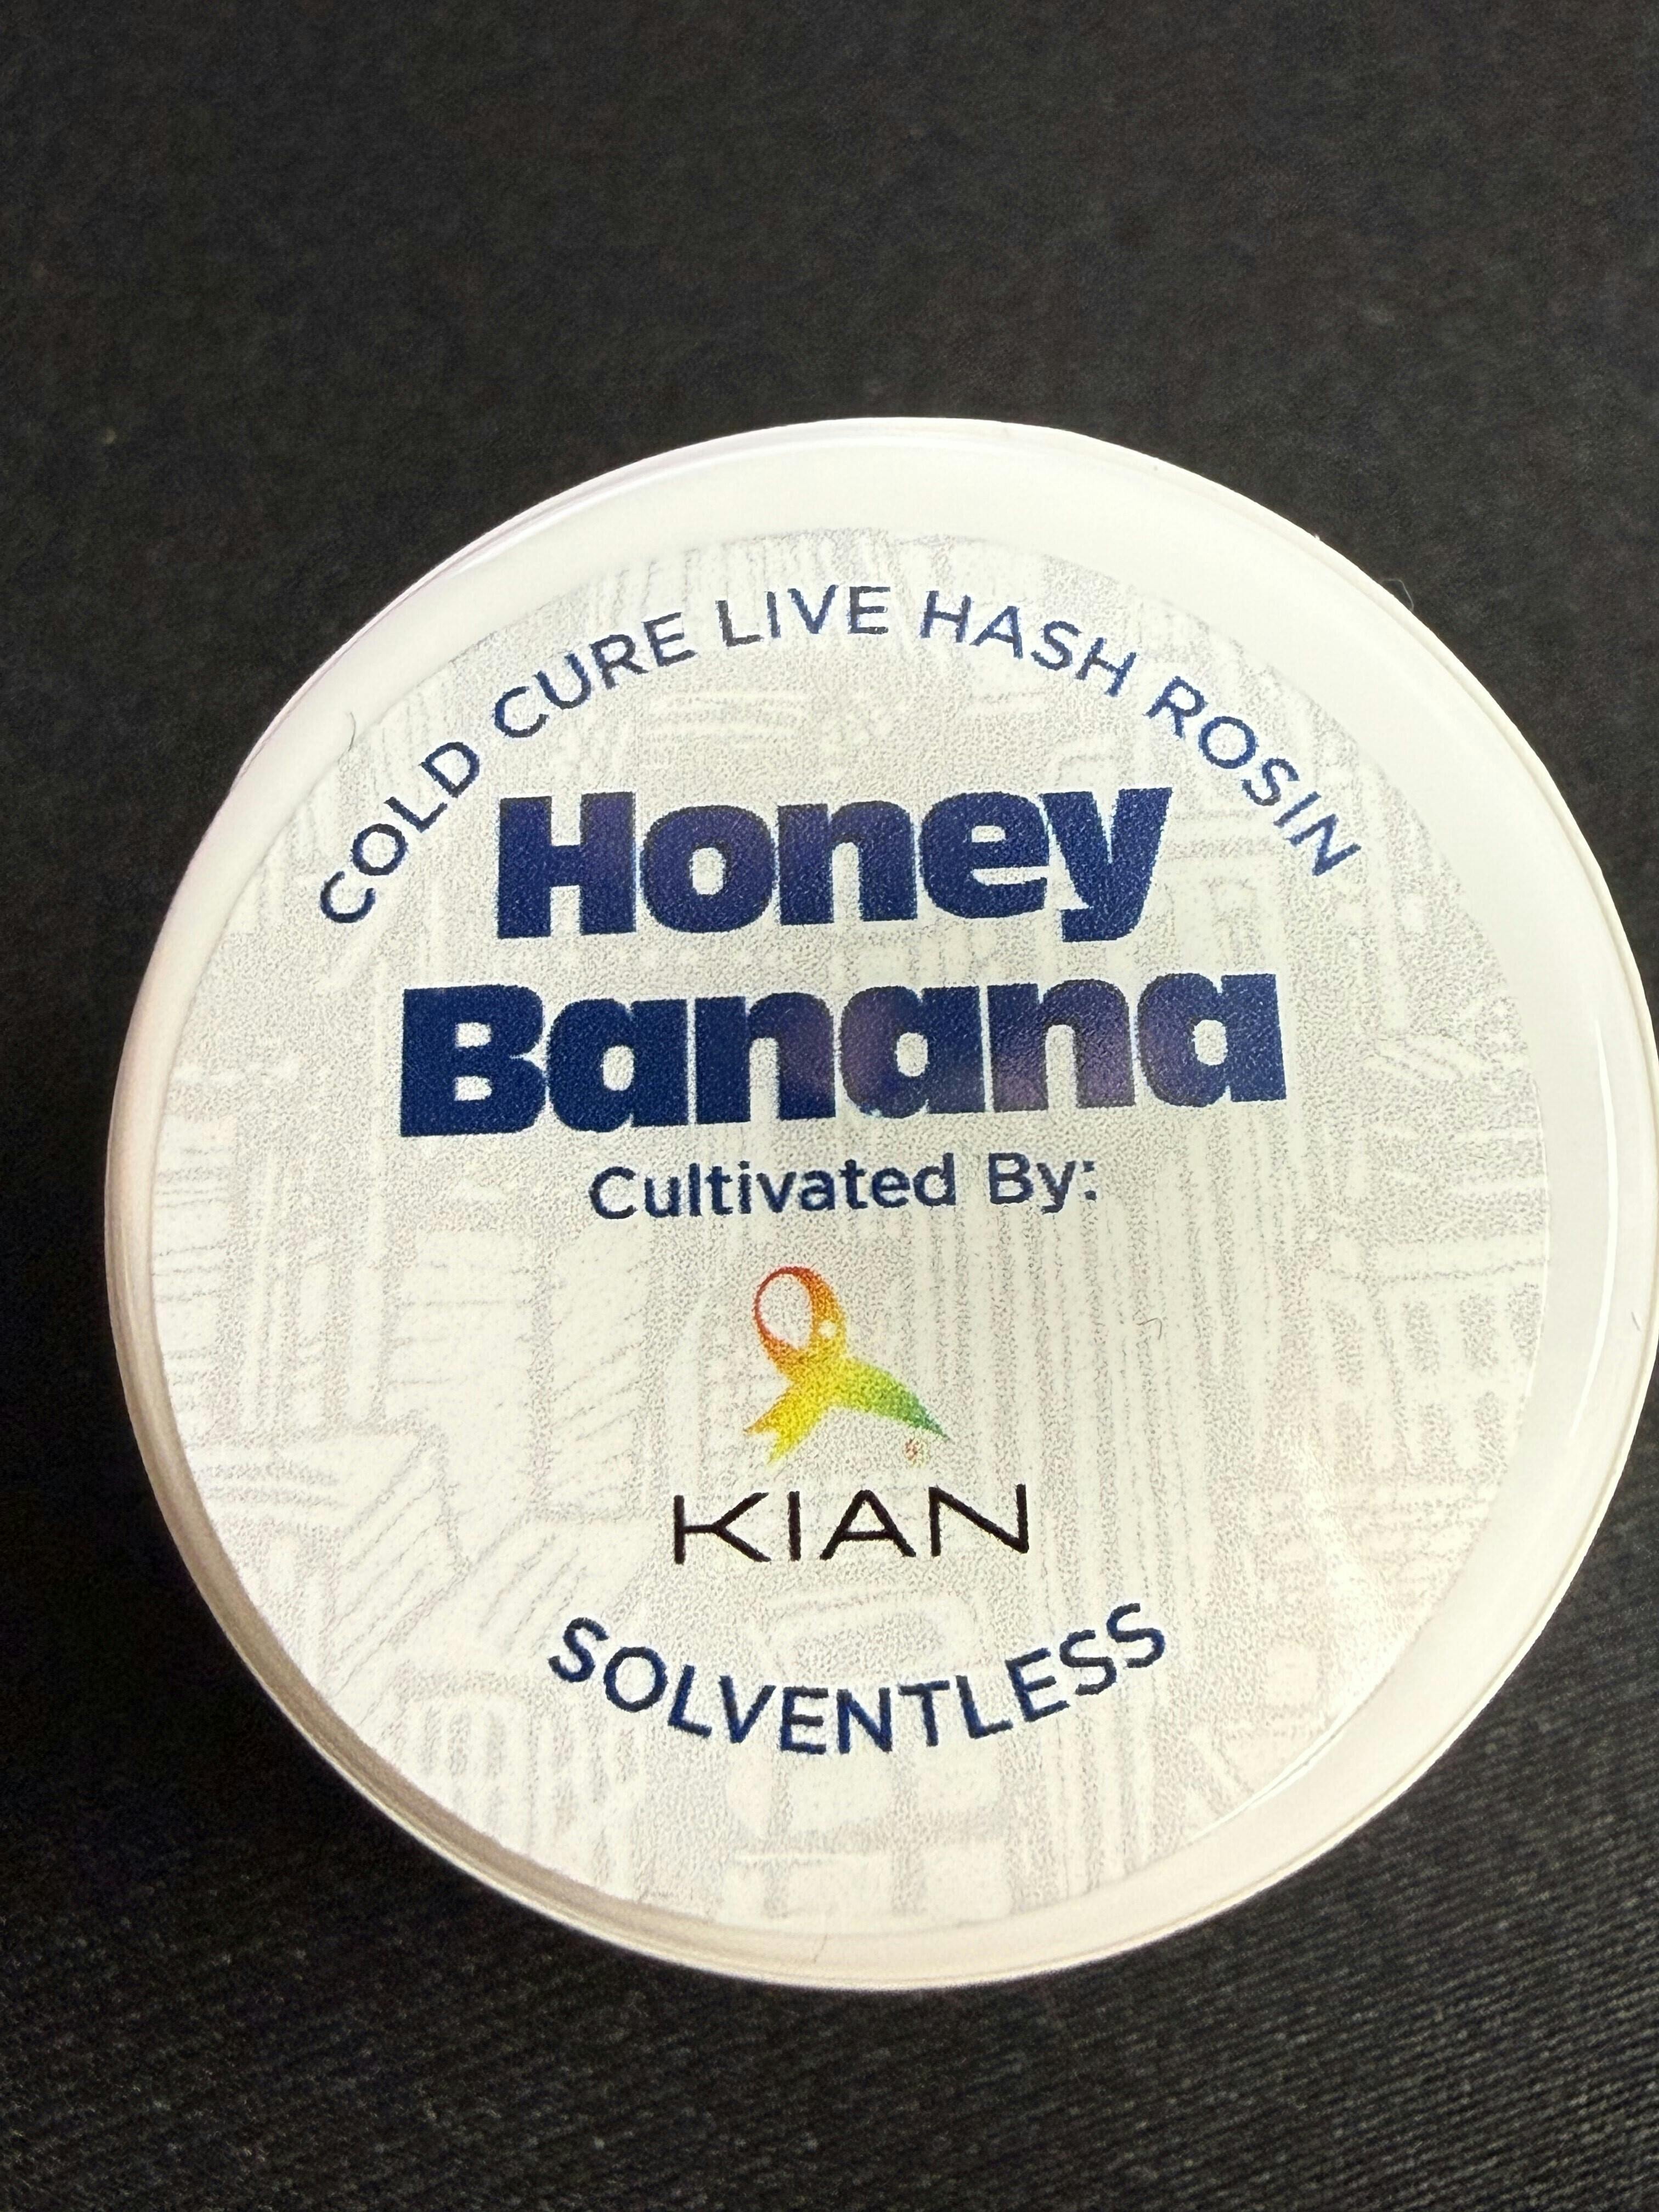 COLD CURE LIVE HASH ROSIN
Honey
Banana
Cultivated By:
KIAN
SOLVENTLESS